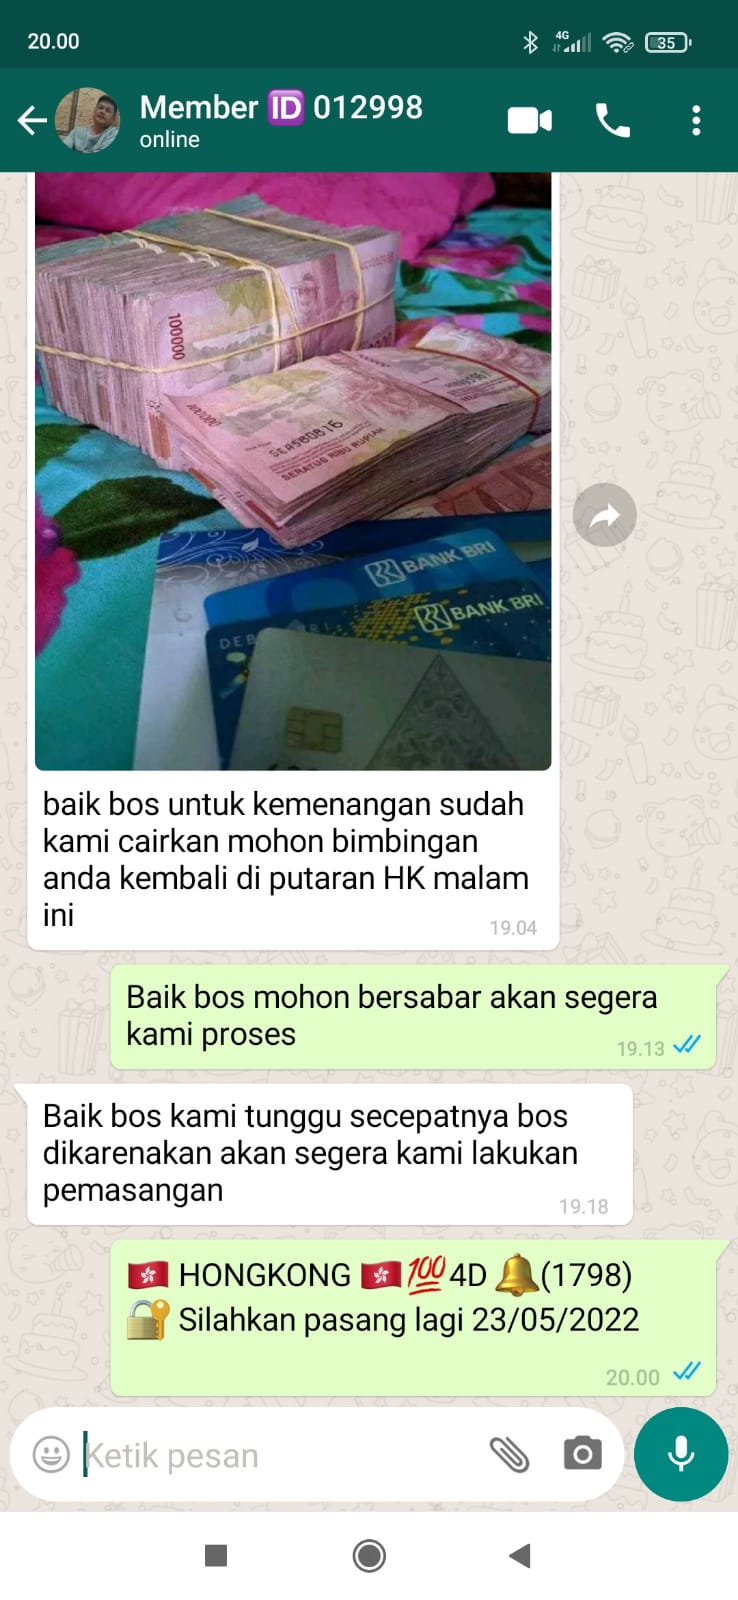 20.00
4G
35
Member 🆔 012998
online
100000
100000
SEA580816
SERATUS RIBU RUPIAH
BANK BRI
BANK BRI
baik bos untuk kemenangan sudah
kami cairkan mohon bimbingan
anda kembali di putaran HK malam
ini
19.04
Baik bos mohon bersabar akan segera
kami proses
19.13
Baik bos kami tunggu secepatnya bos
dikarenakan akan segera kami lakukan
pemasangan
19.18
🇭🇰 HONGKONG 🇭🇰💯4D 🔔(1798)
🔐 Silahkan pasang lagi 23/05/2022
20.00
Ketik pesan